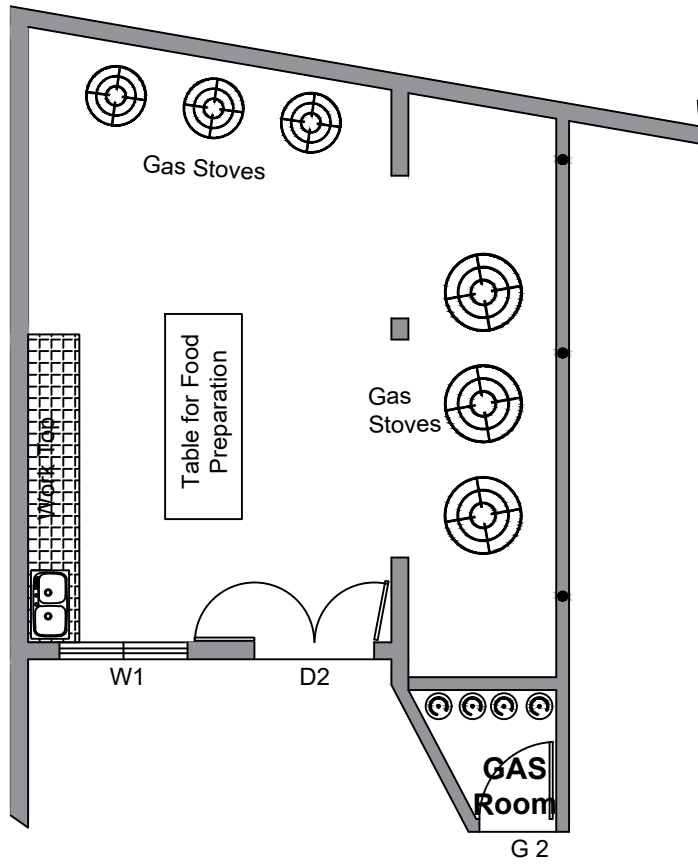 Gas Stoves
Table for Food
Preparation
Gas
Stoves
Work Top
W1
D2
GAS
Room
G 2